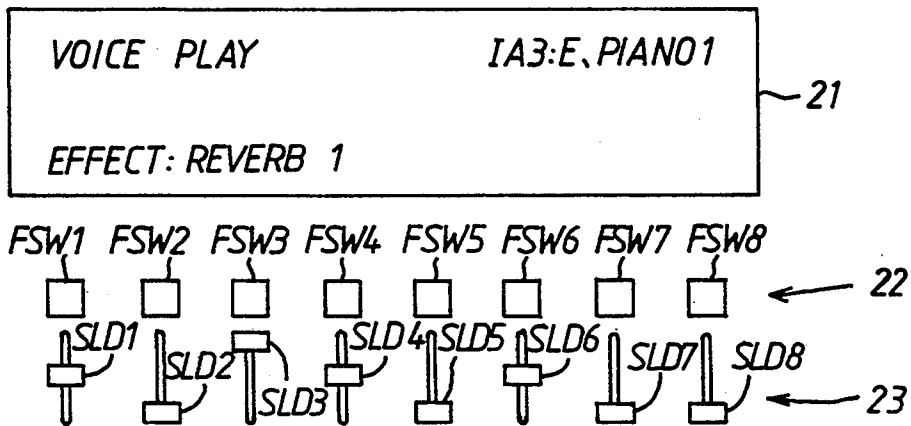 VOICE PLAY IA3:E、PIANO1
21
EFFECT: REVERB 1
FSW1 FSW2 FSW3 FSW4 FSW5 FSW6 FSW7 FSW8
22
SLD1 SLD2 SLD3 SLD4 SLD5 SLD6 SLD7 SLD8
23